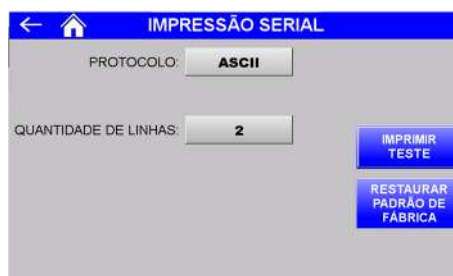 IMPRESSÃO SERIAL
PROTOCOLO: ASCII
QUANTIDADE DE LINHAS: 2
IMPRIMIR
TESTE
RESTAURAR
PADRÃO DE
FÁBRICA